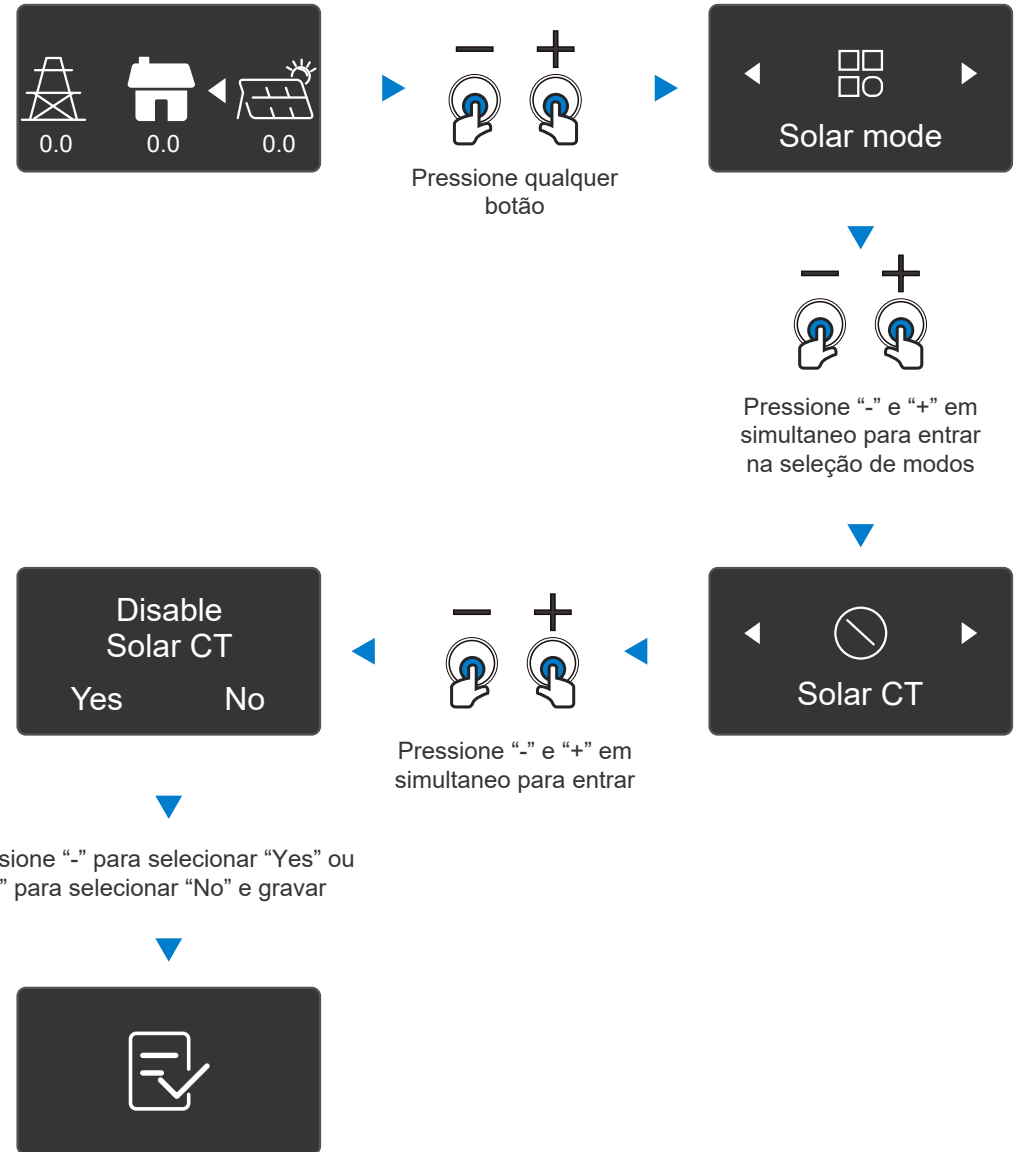 0.0 0.0 0.0
Pressione qualquer
botão
Solar mode
Pressione “-” e “+” em
simultaneo para entrar
na seleção de modos
Solar CT
Pressione “-” e “+” em
simultaneo para entrar
Disable
Solar CT
Yes No
“-” para selecionar “Yes” ou
para selecionar “No” e gravar